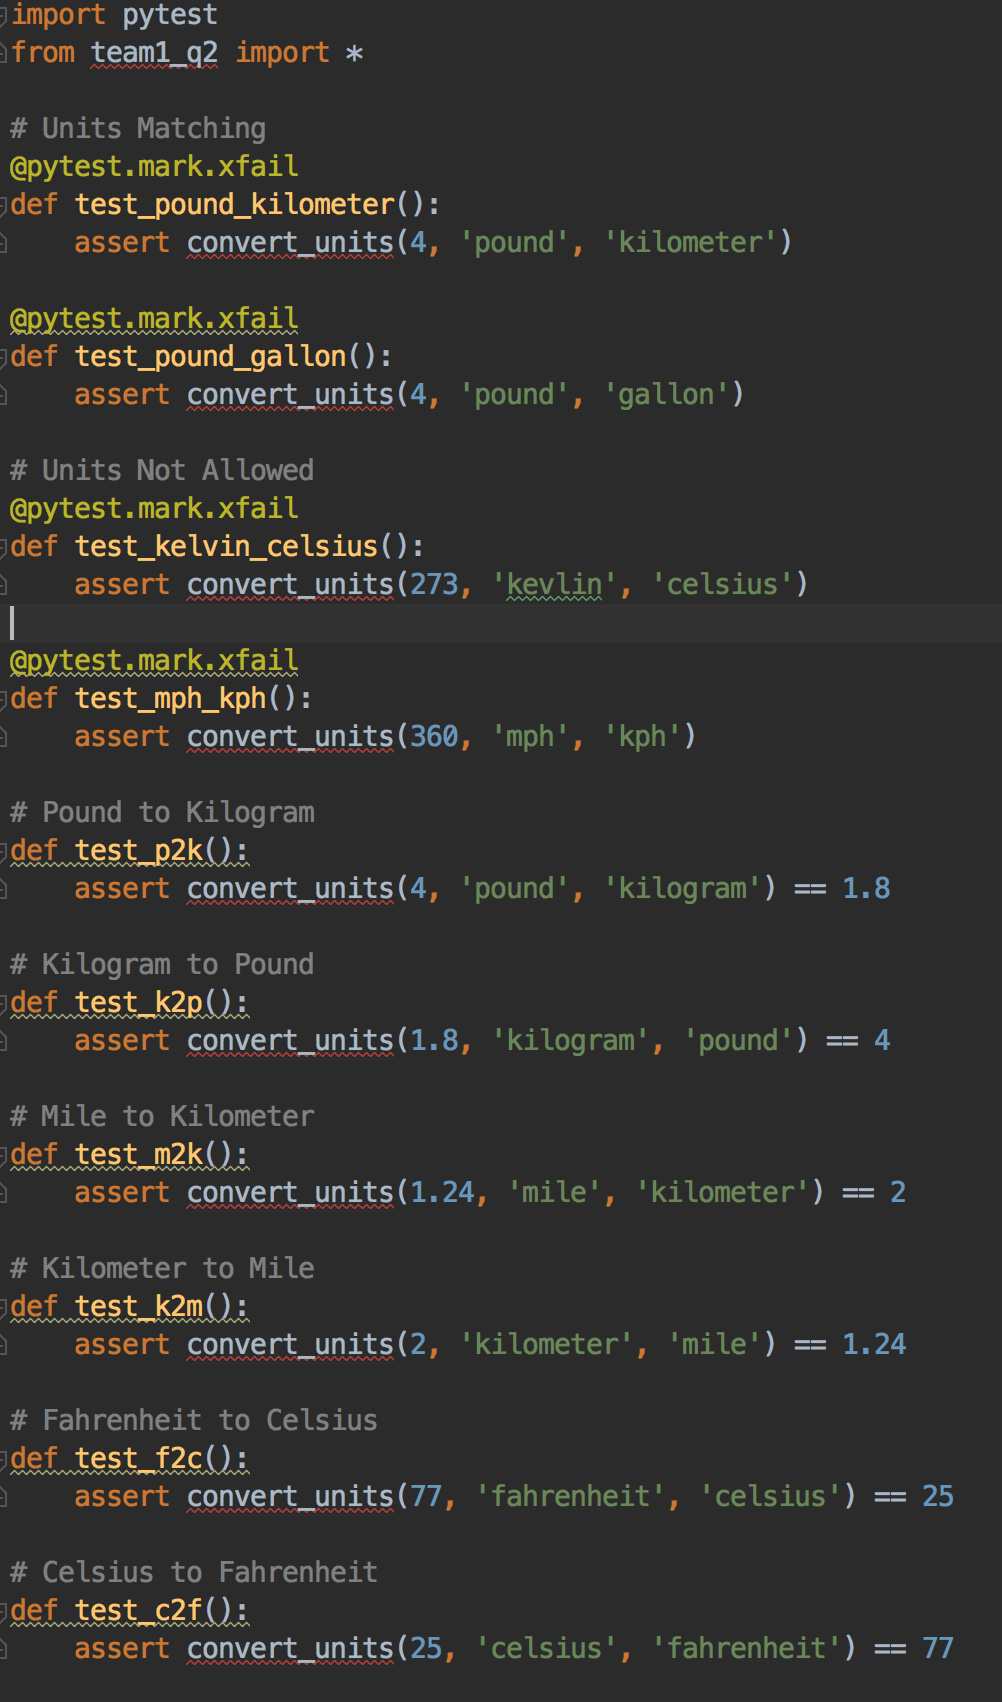 import pytest
from team1_q2 import *
# Units Matching
@pytest.mark.xfail
def test_pound_kilometer():
    assert convert_units(4, 'pound', 'kilometer')
@pytest.mark.xfail
def test_pound_gallon():
    assert convert_units(4, 'pound', 'gallon')
# Units Not Allowed
@pytest.mark.xfail
def test_kelvin_celsius():
    assert convert_units(273, 'kevlin', 'celsius')
@pytest.mark.xfail
def test_mph_kph():
    assert convert_units(360, 'mph', 'kph')
# Pound to Kilogram
def test_p2k():
    assert convert_units(4, 'pound', 'kilogram') == 1.8
# Kilogram to Pound
def test_k2p():
    assert convert_units(1.8, 'kilogram', 'pound') == 4
# Mile to Kilometer
def test_m2k():
    assert convert_units(1.24, 'mile', 'kilometer') == 2
# Kilometer to Mile
def test_k2m():
    assert convert_units(2, 'kilometer', 'mile') == 1.24
# Fahrenheit to Celsius
def test_f2c():
    assert convert_units(77, 'fahrenheit', 'celsius') == 25
# Celsius to Fahrenheit
def test_c2f():
    assert convert_units(25, 'celsius', 'fahrenheit') == 77